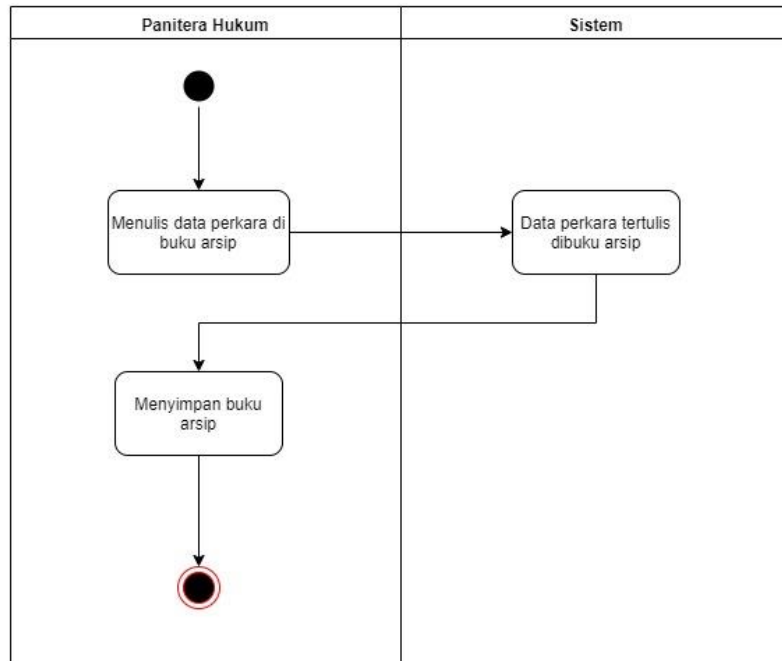 Panitera Hukum
Sistem
Menulis data perkara di
buku arsip
Data perkara tertulis
dibuku arsip
Menyimpan buku
arsip